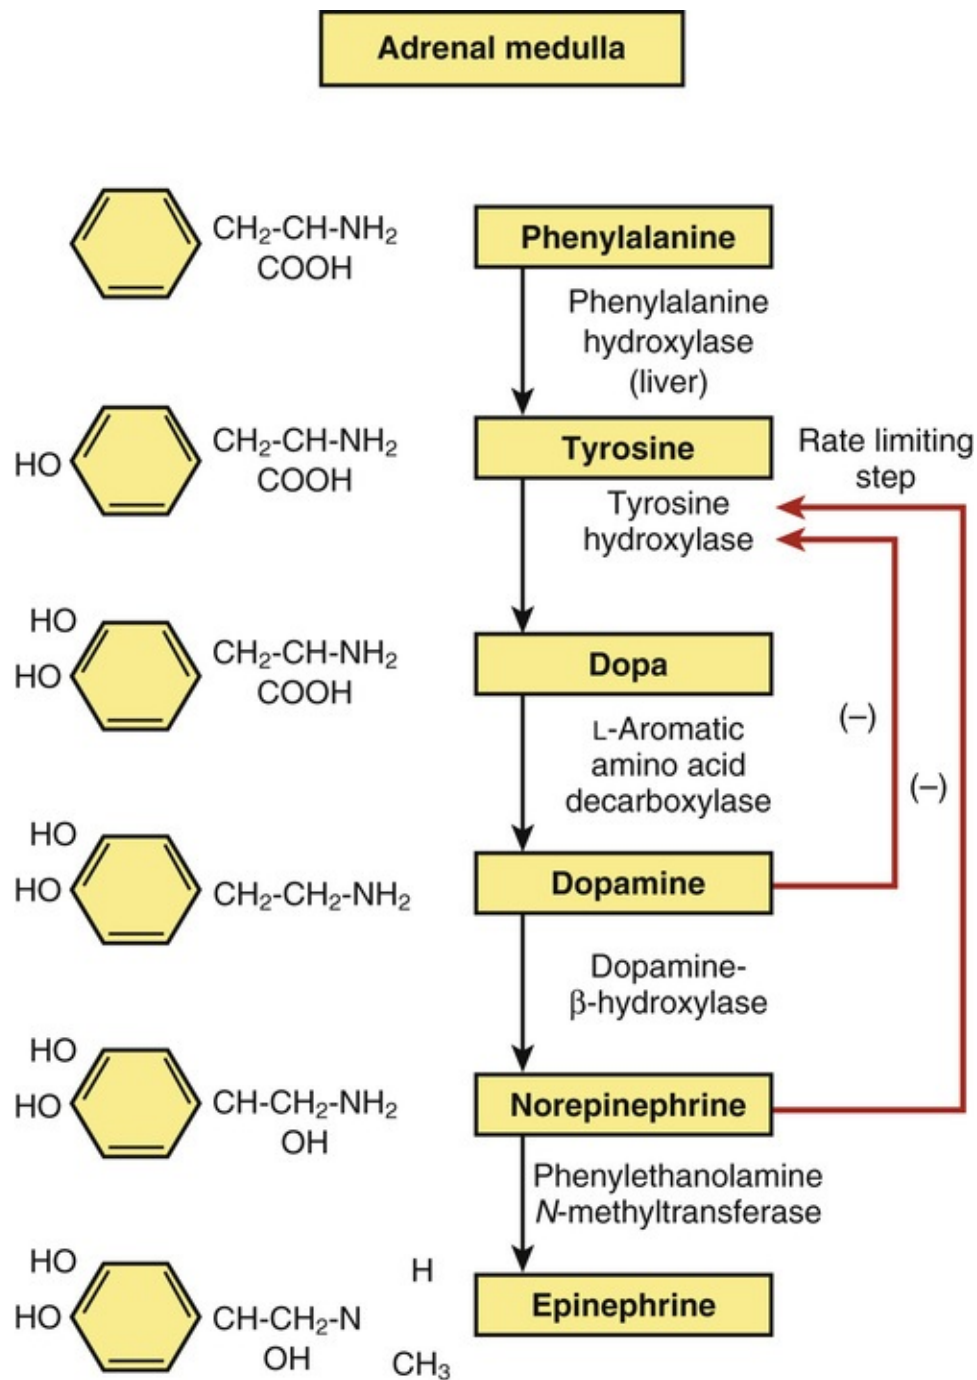 Adrenal medulla
CH₂-CH-NH₂
COOH
Phenylalanine
Phenylalanine
hydroxylase
(liver)
HO
CH₂-CH-NH₂
COOH
Tyrosine
Rate limiting
step
Tyrosine
hydroxylase
HO
HO
CH₂-CH-NH₂
COOH
Dopa
(–)
L-Aromatic
amino acid
decarboxylase
(–)
HO
HO
CH₂-CH₂-NH₂
Dopamine
Dopamine-
β-hydroxylase
HO
HO
CH-CH₂-NH₂
OH
Norepinephrine
Phenylethanolamine
N-methyltransferase
HO
HO
CH-CH₂-N
OH
H
CH₃
Epinephrine